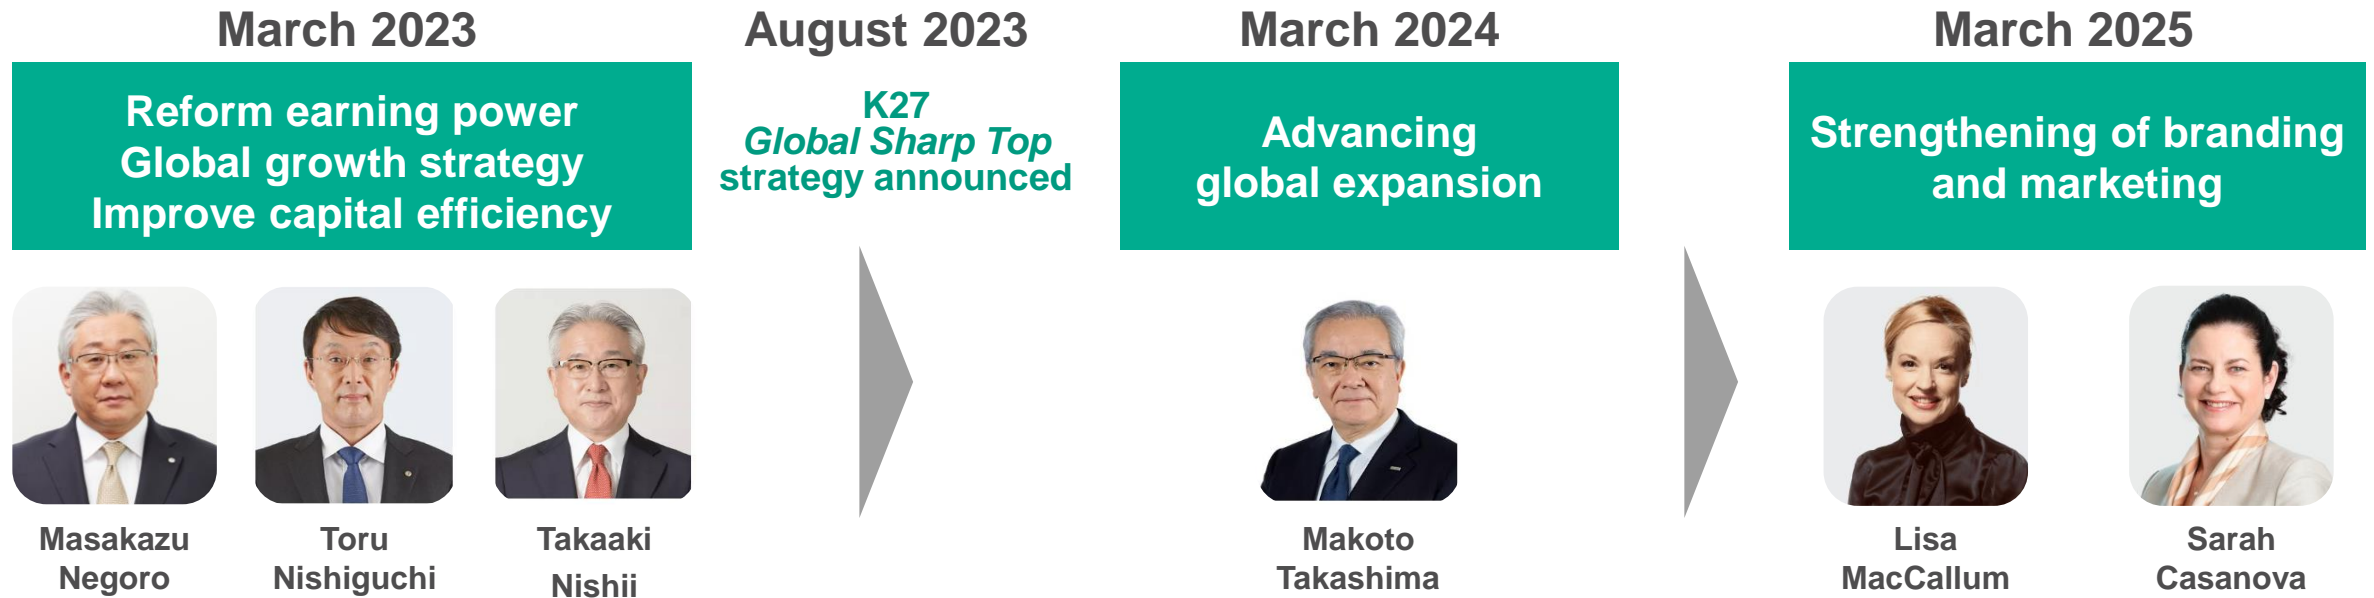 March 2023
Reform earning power
Global growth strategy
Improve capital efficiency
Masakazu
Negoro
Toru
Nishiguchi
Takaaki
Nishii
August 2023
K27
Global Sharp Top
strategy announced
March 2024
Advancing
global expansion
Makoto
Takashima
March 2025
Strengthening of branding
and marketing
Lisa
MacCallum
Sarah
Casanova